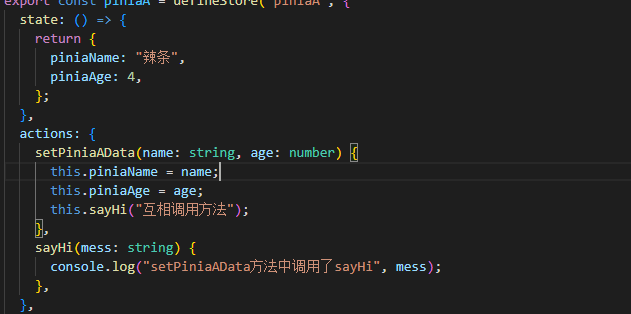 export const piniaA = defineStore("piniaA", {
  state: () => {
    return {
      piniaName: "辣条",
      piniaAge: 4,
    };
  },
  actions: {
    setPiniaAData(name: string, age: number) {
      this.piniaName = name;
      this.piniaAge = age;
      this.sayHi("互相调用方法");
    },
    sayHi(mess: string) {
      console.log("setPiniaAData方法中调用了sayHi", mess);
    },
  },